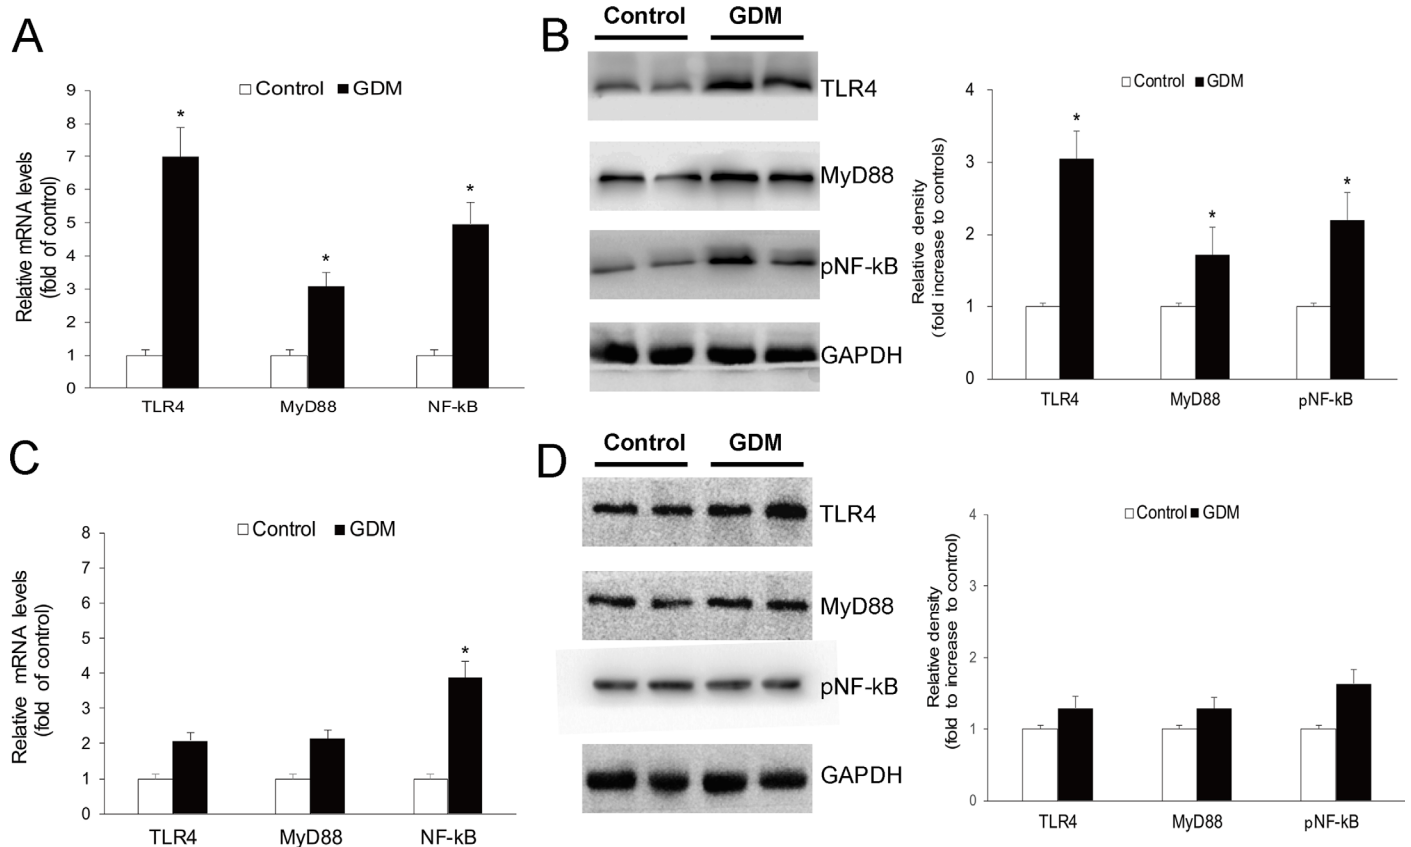 A
Control GDM
9
8
7
6
5
4
3
2
1
0
Relative mRNA levels
(fold of control)
*
*
*
TLR4 MyD88 NF-kB
B
Control GDM
TLR4
MyD88
pNF-kB
GAPDH
Control GDM
4
3
2
1
0
Relative density
(fold increase to controls)
*
*
*
TLR4 MyD88 pNF-kB
C
Control GDM
8
7
6
5
4
3
2
1
0
Relative mRNA levels
(fold of control)
*
TLR4 MyD88 NF-kB
D
Control GDM
TLR4
MyD88
pNF-kB
GAPDH
Control GDM
4
3
2
1
0
Relative density
(fold to increase to control)
TLR4 MyD88 pNF-kB